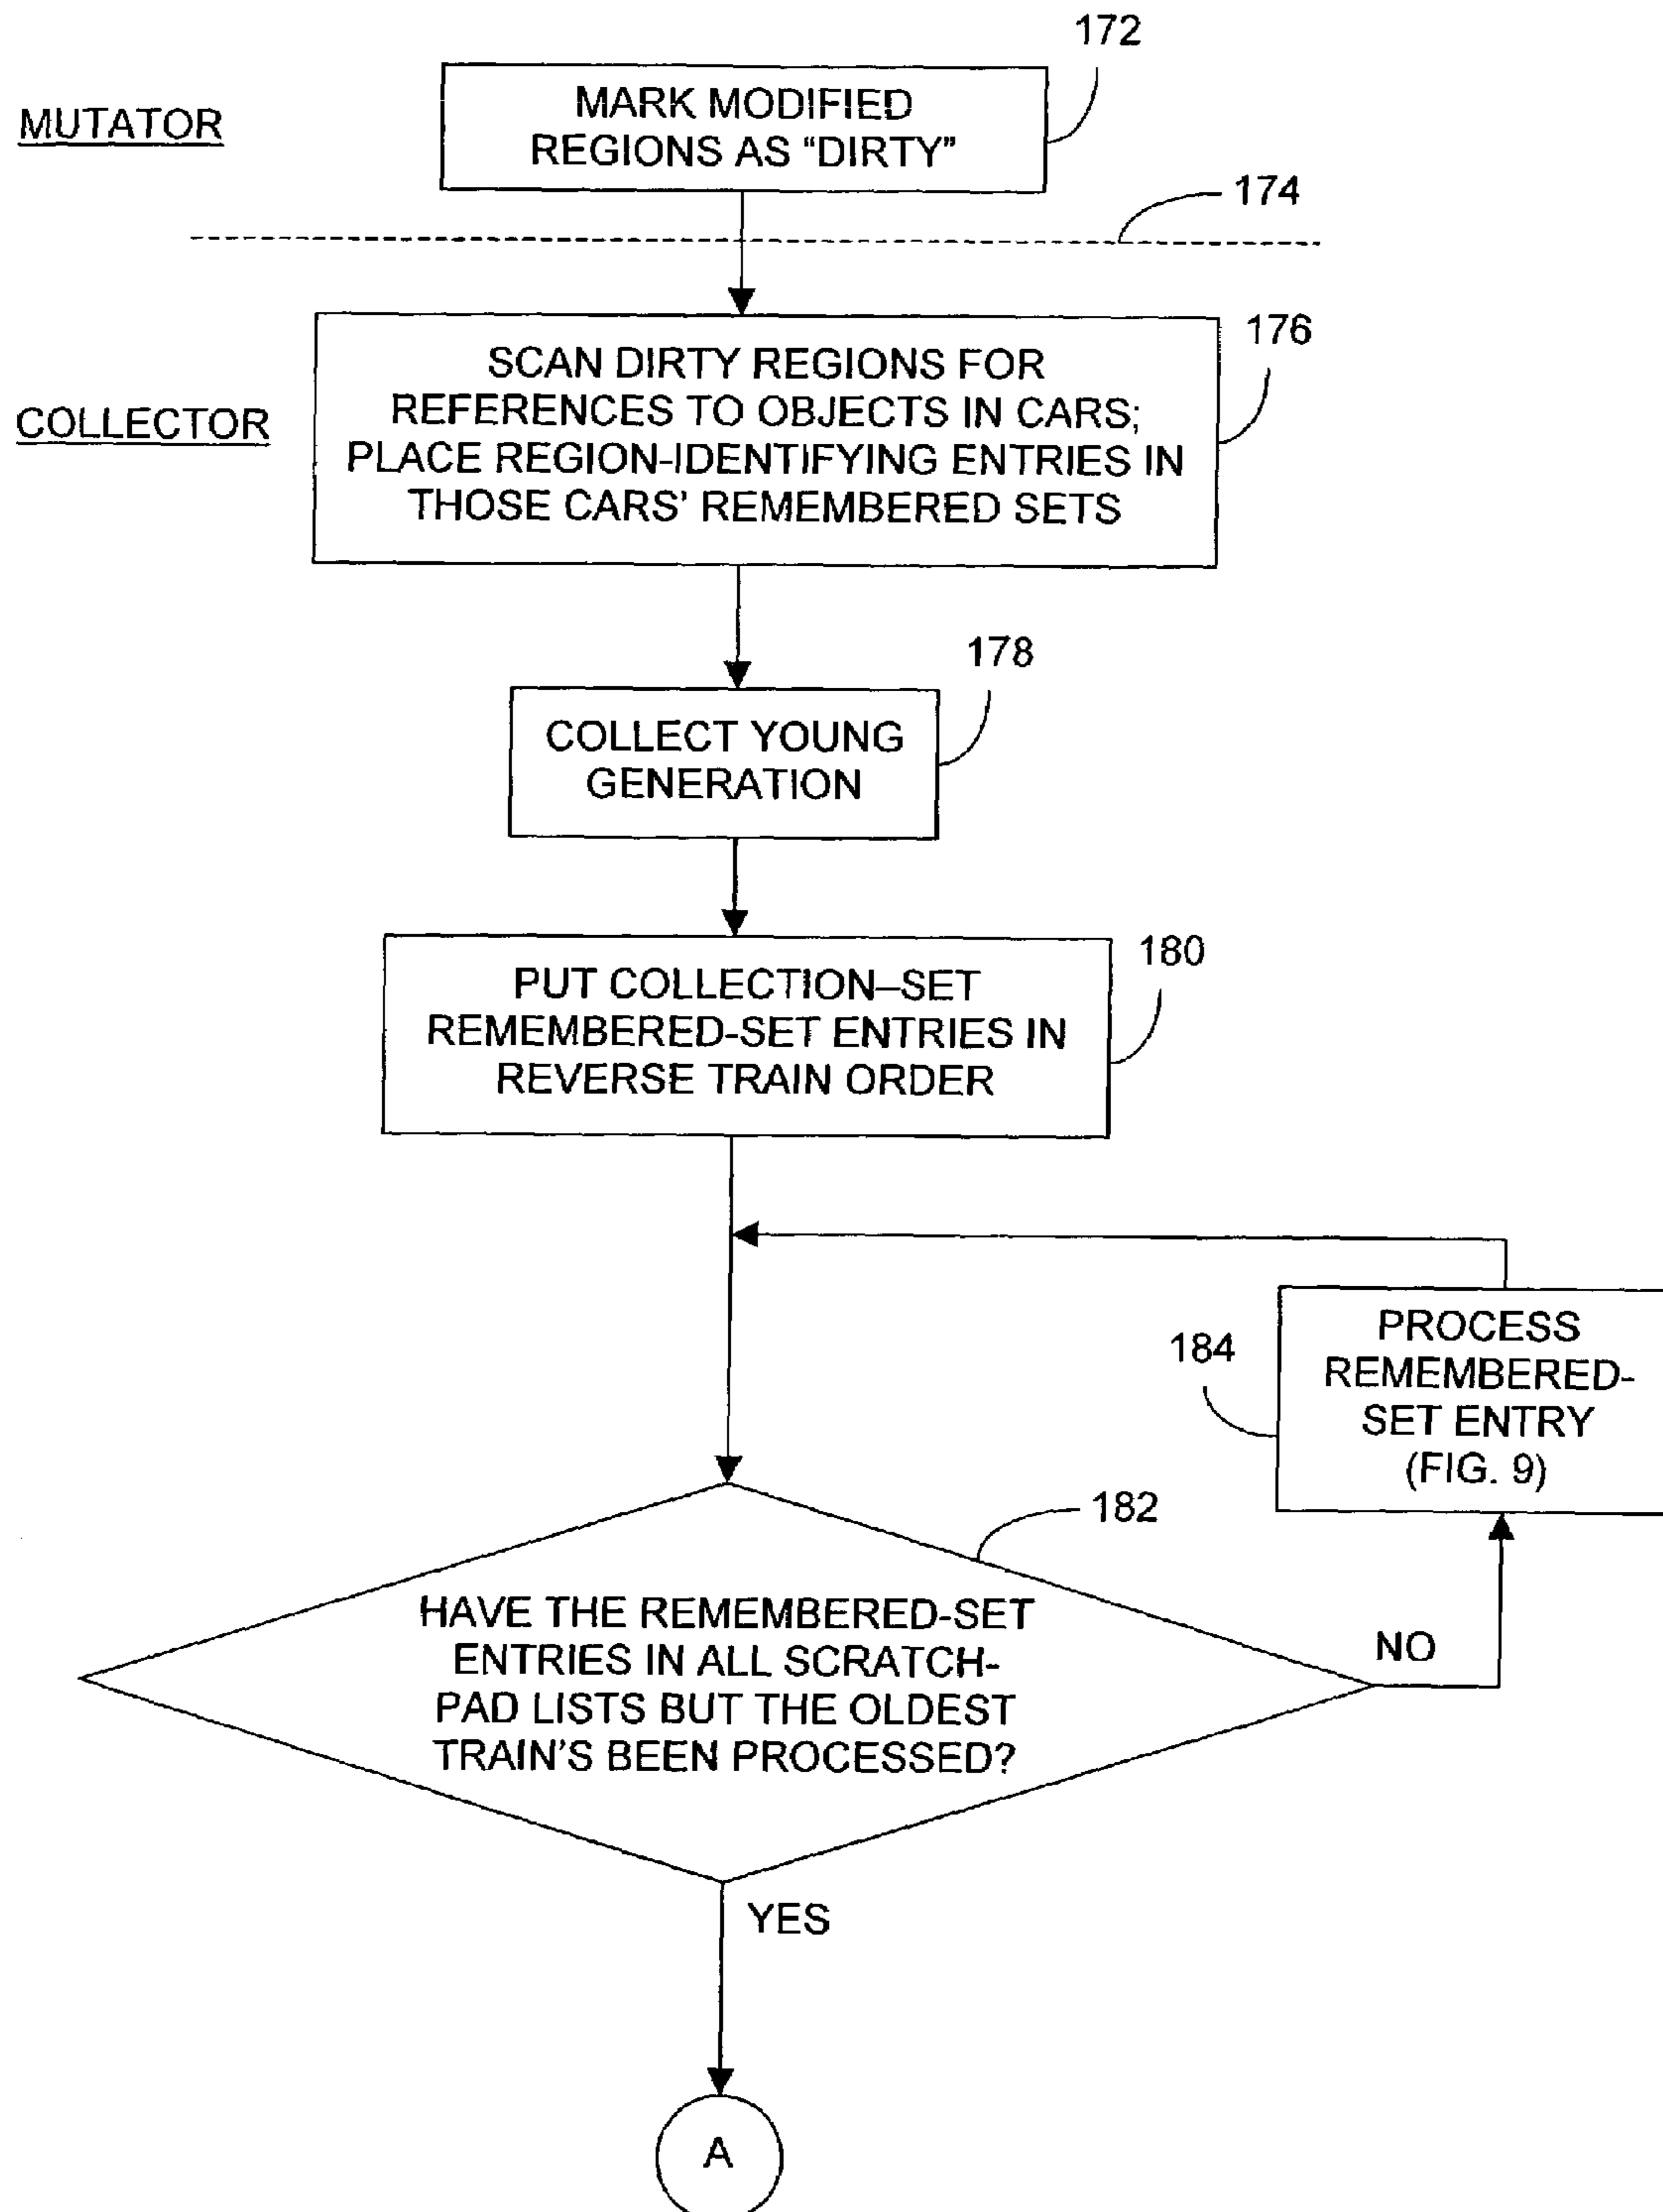 172
MUTATOR
MARK MODIFIED
REGIONS AS “DIRTY”
174
176
COLLECTOR
SCAN DIRTY REGIONS FOR
REFERENCES TO OBJECTS IN CARS;
PLACE REGION-IDENTIFYING ENTRIES IN
THOSE CARS’ REMEMBERED SETS
178
COLLECT YOUNG
GENERATION
180
PUT COLLECTION–SET
REMEMBERED-SET ENTRIES IN
REVERSE TRAIN ORDER
184
PROCESS
REMEMBERED-
SET ENTRY
(FIG. 9)
182
HAVE THE REMEMBERED-SET
ENTRIES IN ALL SCRATCH-
PAD LISTS BUT THE OLDEST
TRAIN’S BEEN PROCESSED?
NO
YES
A